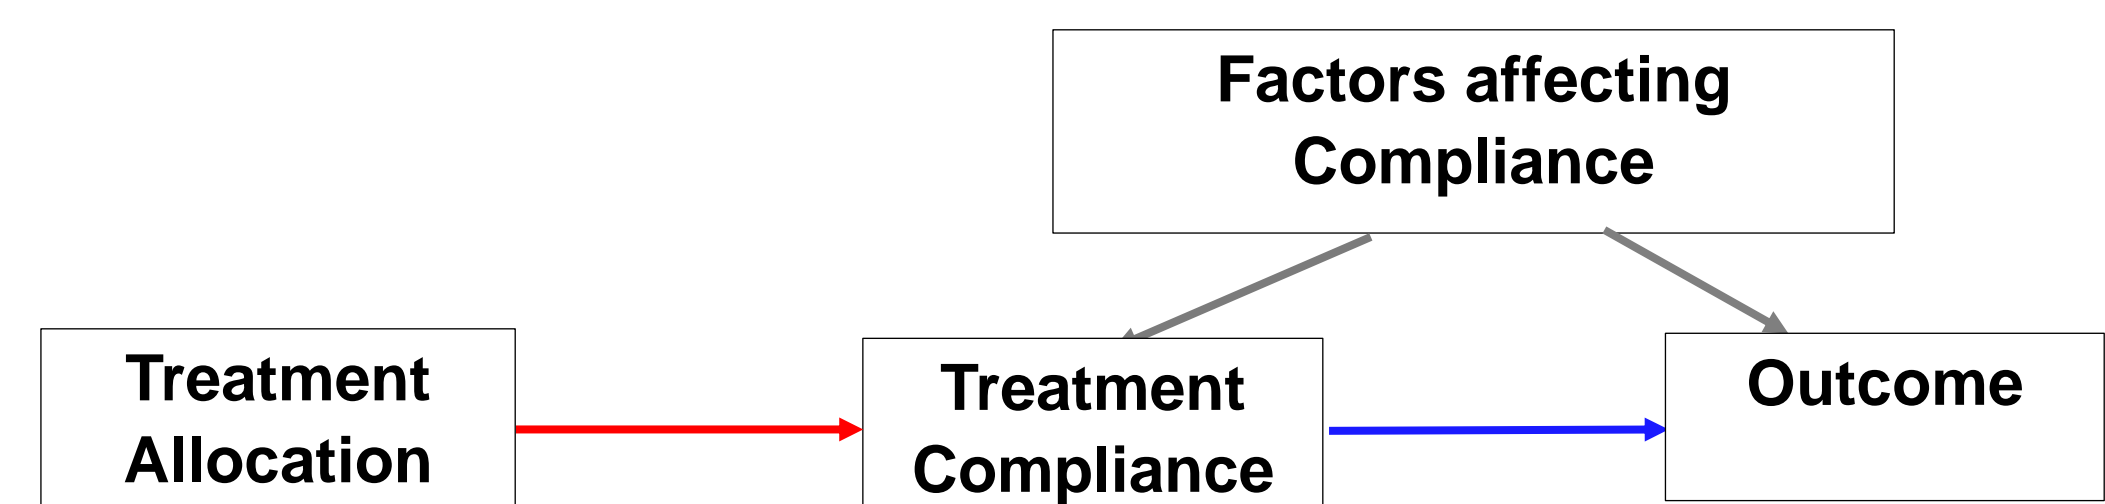 Factors affecting
Compliance
Treatment
Allocation
Treatment
Compliance
Outcome